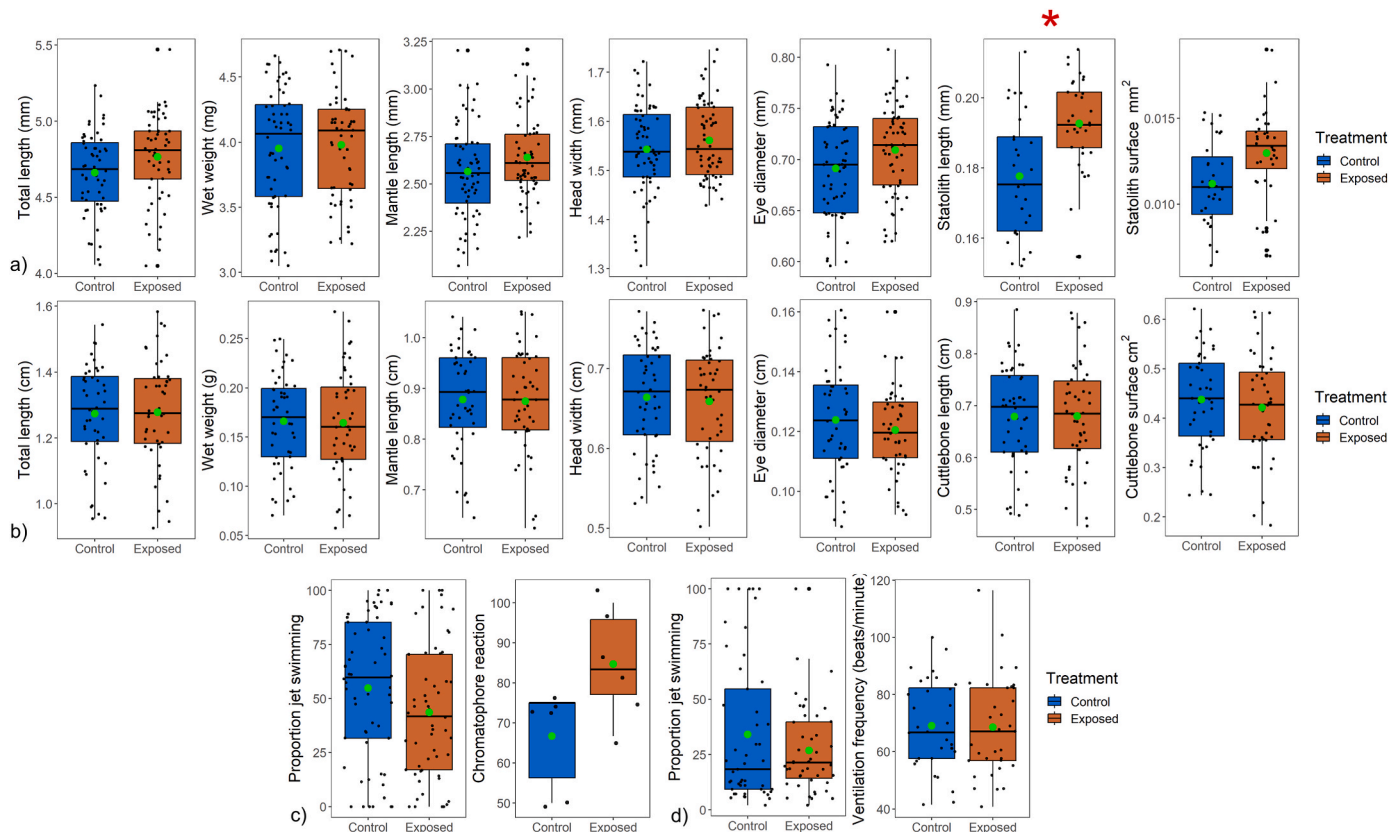 *
Total length (mm)
5.5
5.0
4.5
4.0
Control Exposed
Wet weight (mg)
4.5
4.0
3.5
3.0
Control Exposed
Mantle length (mm)
3.25
3.00
2.75
2.50
2.25
Control Exposed
Head width (mm)
1.7
1.6
1.5
1.4
1.3
Control Exposed
Eye diameter (mm)
0.80
0.75
0.70
0.65
0.60
Control Exposed
Statolith length (mm)
0.20
0.18
0.16
Control Exposed
Statolith surface mm²
0.015
0.010
Control Exposed
Treatment
Control
Exposed
a)
Total length (cm)
1.6
1.4
1.2
1.0
Control Exposed
Wet weight (g)
0.25
0.20
0.15
0.10
0.05
Control Exposed
Mantle length (cm)
1.0
0.9
0.8
0.7
Control Exposed
Head width (cm)
0.7
0.6
0.5
Control Exposed
Eye diameter (cm)
0.16
0.14
0.12
0.10
Control Exposed
Cuttlebone length (cm)
0.9
0.8
0.7
0.6
0.5
Control Exposed
Cuttlebone surface cm²
0.6
0.5
0.4
0.3
0.2
Control Exposed
Treatment
Control
Exposed
b)
Proportion jet swimming
100
75
50
25
0
Control Exposed
Chromatophore reaction
100
90
80
70
60
50
Control Exposed
c)
Proportion jet swimming
100
75
50
25
0
Control Exposed
Ventilation frequency (beats/minute)
120
100
80
60
40
Control Exposed
d)
Treatment
Control
Exposed